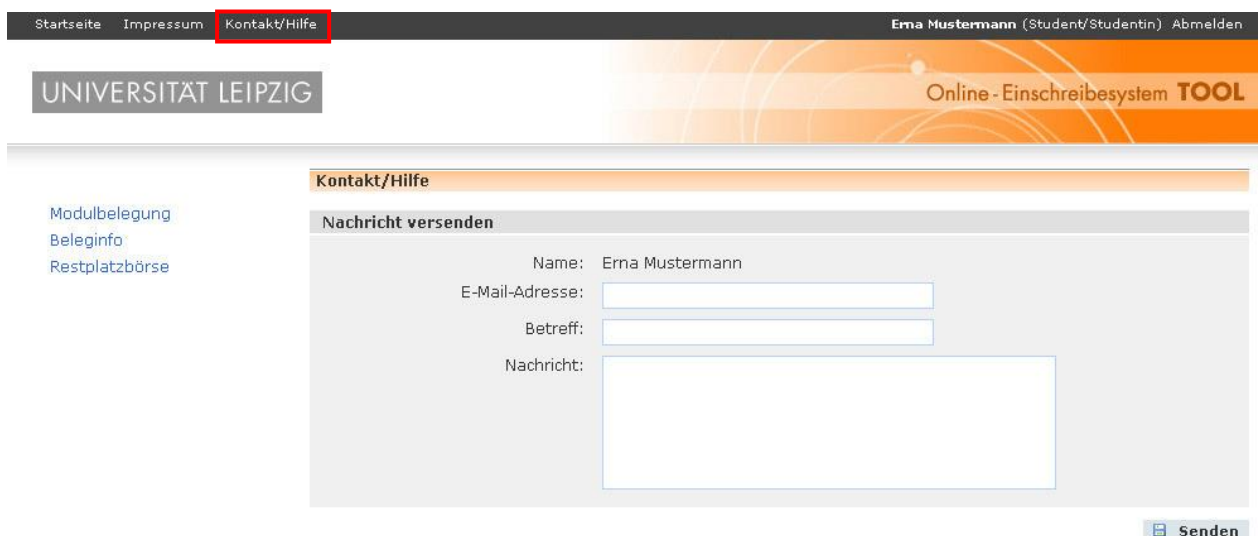 Startseite Impressum Kontakt/Hilfe Erna Mustermann (Student/Studentin) Abmelden
UNIVERSITÄT LEIPZIG
Online - Einschreibesystem TOOL
Kontakt/Hilfe
Modulbelegung
Beleginfo
Restplatzbörse
Nachricht versenden
Name: Erna Mustermann
E-Mail-Adresse:
Betreff:
Nachricht:
Senden